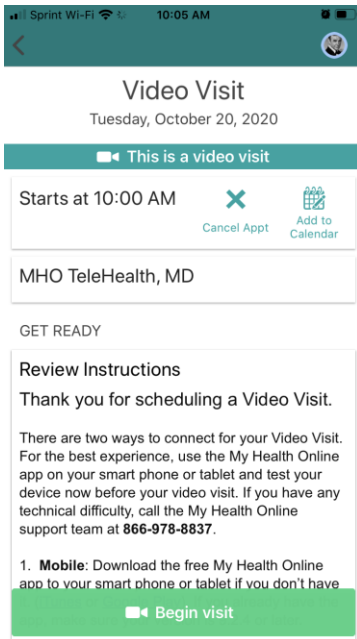 Sprint Wi-Fi 10:05 AM
Video Visit
Tuesday, October 20, 2020
This is a video visit
Starts at 10:00 AM
Cancel Appt
Add to
Calendar
MHO TeleHealth, MD
GET READY
Review Instructions
Thank you for scheduling a Video Visit.
There are two ways to connect for your Video Visit.
For the best experience, use the My Health Online
app on your smart phone or tablet and test your
device now before your video visit. If you have any
technical difficulty, call the My Health Online
support team at 866-978-8837.
1. Mobile: Download the free My Health Online
app to your smart phone or tablet if you don't have
Begin visit